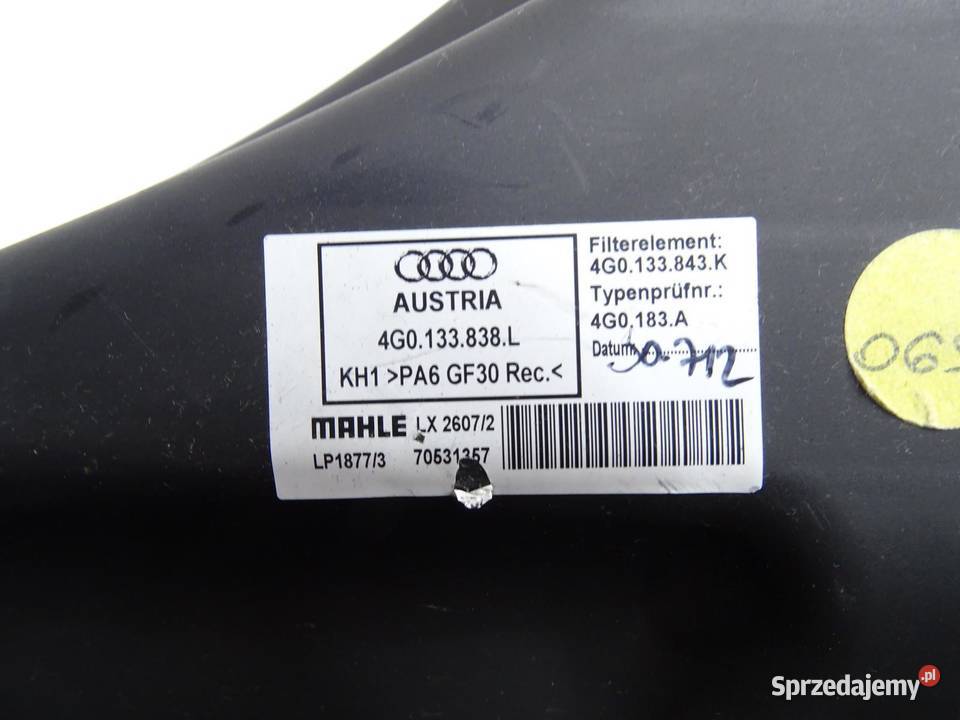 AUSTRIA
4G0.133.838.L
KH1 >PA6 GF30 Rec.<
Filterelement:
4G0.133.843.K
Typenprüfnr.:
4G0.183.A
Datum:
MAHLE LX 2607/2
LP1877/3 70531357
Sprzedajemy.pl